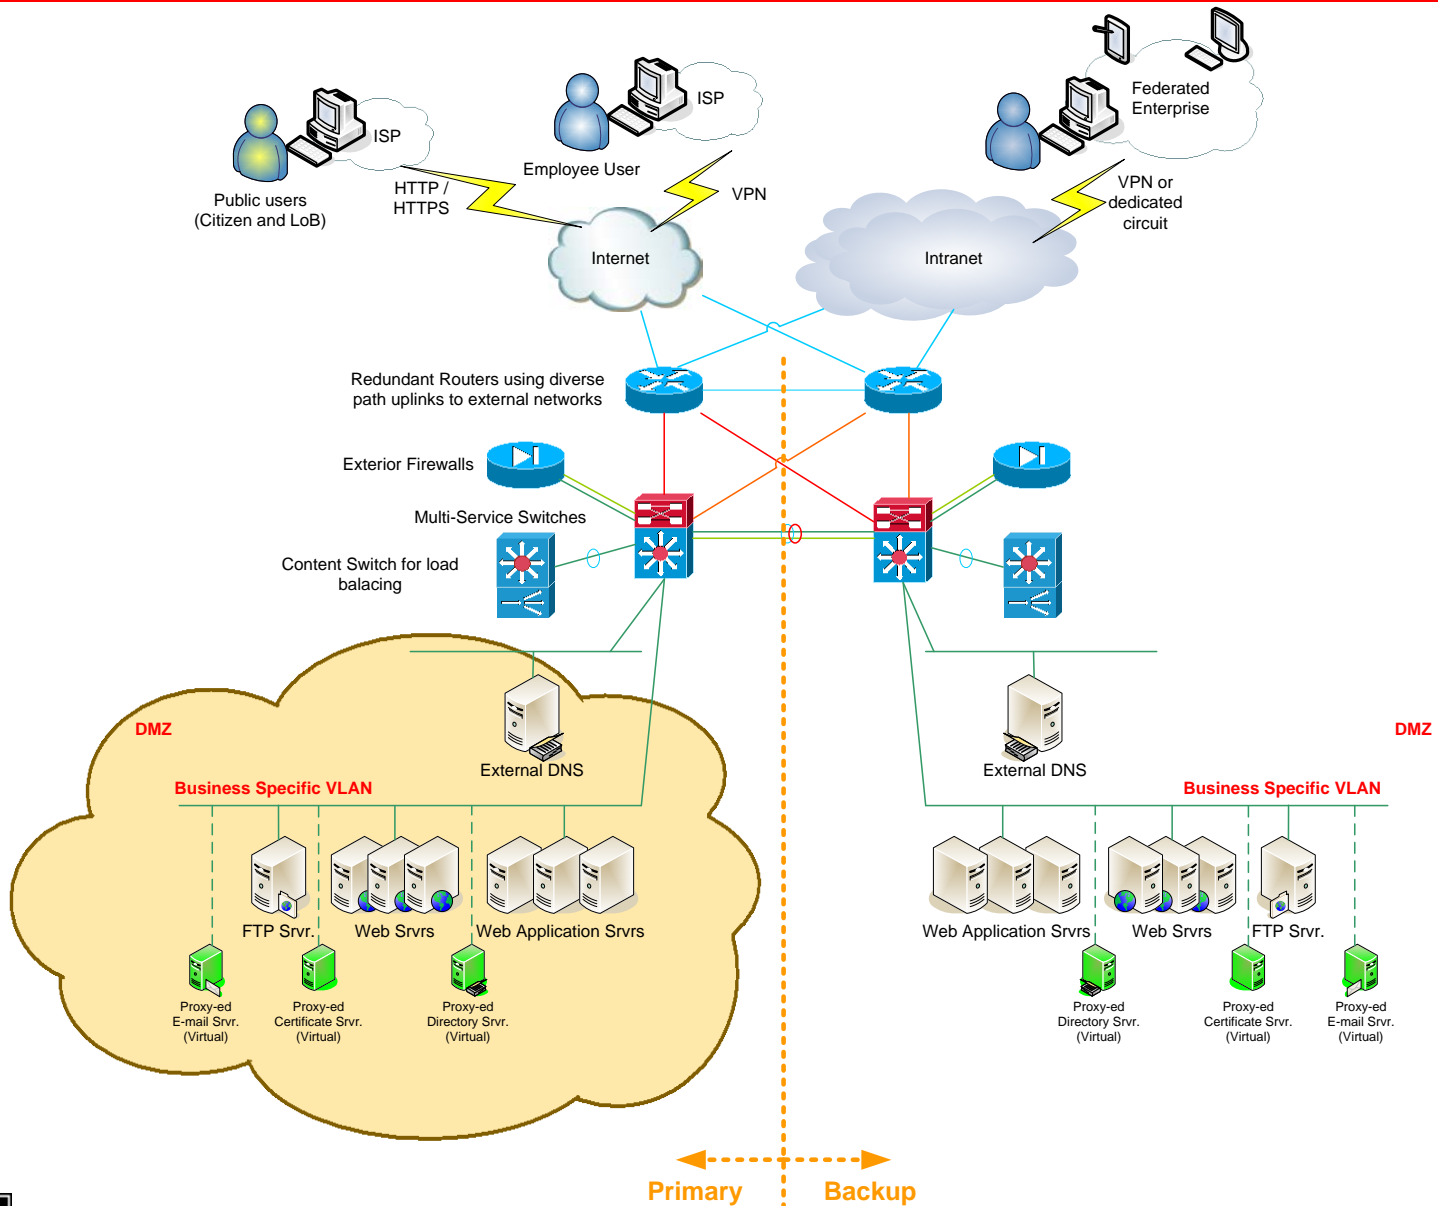 Federated
Enterprise
ISP
ISP
Employee User
Public users
(Citizen and LoB)
HTTP /
HTTPS
VPN
VPN or
dedicated
circuit
Internet
Intranet
Redundant Routers using diverse
path uplinks to external networks
Exterior Firewalls
Multi-Service Switches
Content Switch for load
balacing
DMZ
External DNS
Business Specific VLAN
FTP Srvr.
Web Srvrs
Web Application Srvrs
Proxy-ed
E-mail Srvr.
(Virtual)
Proxy-ed
Certificate Srvr.
(Virtual)
Proxy-ed
Directory Srvr.
(Virtual)
DMZ
External DNS
Business Specific VLAN
Web Application Srvrs
Web Srvrs
FTP Srvr.
Proxy-ed
Directory Srvr.
(Virtual)
Proxy-ed
Certificate Srvr.
(Virtual)
Proxy-ed
E-mail Srvr.
(Virtual)
Primary
Backup